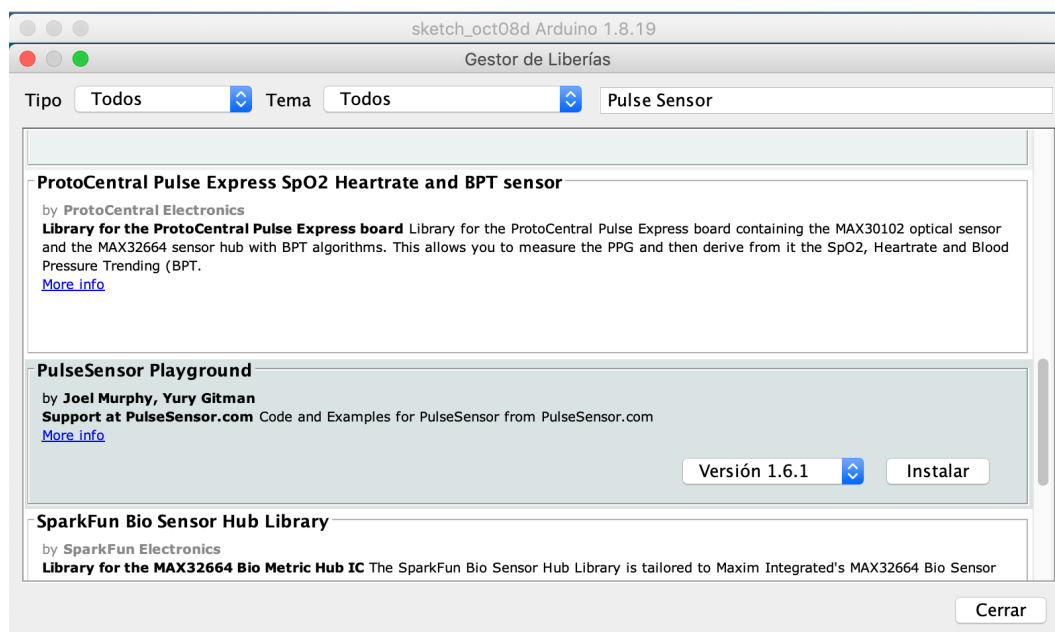 sketch_oct08d Arduino 1.8.19
Gestor de Liberías
Tipo Todos Tema Todos Pulse Sensor
ProtoCentral Pulse Express SpO2 Heartrate and BPT sensor
by ProtoCentral Electronics
Library for the ProtoCentral Pulse Express board Library for the ProtoCentral Pulse Express board containing the MAX30102 optical sensor
and the MAX32664 sensor hub with BPT algorithms. This allows you to measure the PPG and then derive from it the SpO2, Heartrate and Blood
Pressure Trending (BPT.
More info
PulseSensor Playground
by Joel Murphy, Yury Gitman
Support at PulseSensor.com Code and Examples for PulseSensor from PulseSensor.com
More info
Versión 1.6.1 Instalar
SparkFun Bio Sensor Hub Library
by SparkFun Electronics
Library for the MAX32664 Bio Metric Hub IC The SparkFun Bio Sensor Hub Library is tailored to Maxim Integrated's MAX32664 Bio Sensor
Cerrar